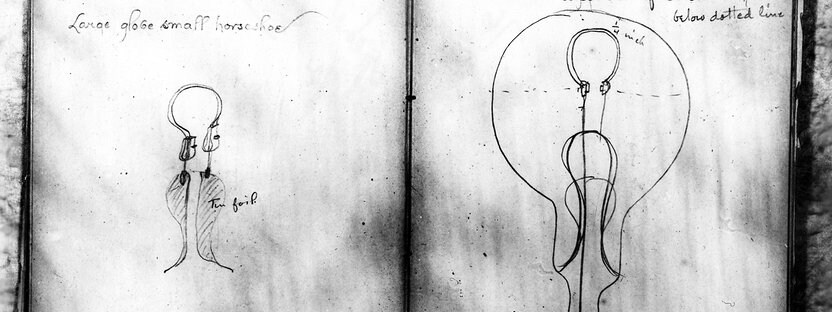 Large globe small horseshoe
Tin foil
below dotted line
1/4 inch